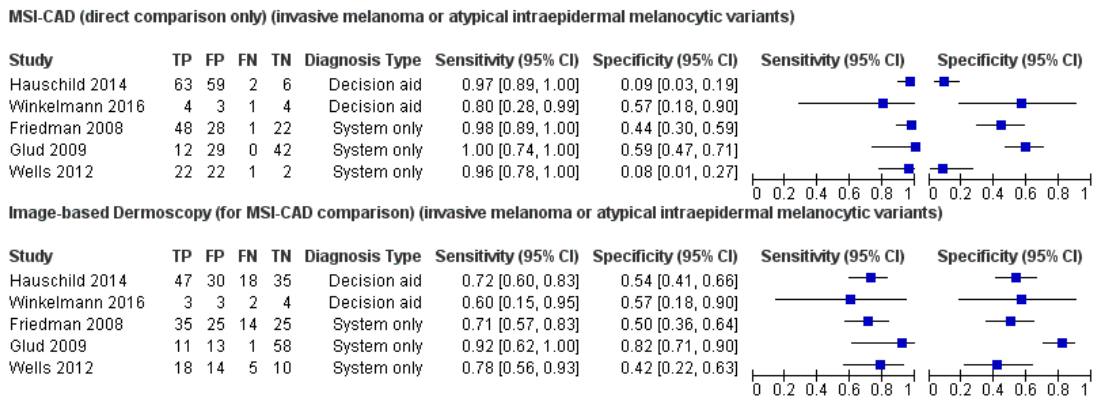 MSI-CAD (direct comparison only) (invasive melanoma or atypical intraepidermal melanocytic variants)
Study TP FP FN TN Diagnosis Type Sensitivity (95% CI) Specificity (95% CI) Sensitivity (95% CI) Specificity (95% CI)
Hauschild 2014 63 59 2 6 Decision aid 0.97 [0.89, 1.00] 0.09 [0.03, 0.19]
Winkelmann 2016 4 3 1 4 Decision aid 0.80 [0.28, 0.99] 0.57 [0.18, 0.90]
Friedman 2008 48 28 1 22 System only 0.98 [0.89, 1.00] 0.44 [0.30, 0.59]
Glud 2009 12 29 0 42 System only 1.00 [0.74, 1.00] 0.59 [0.47, 0.71]
Wells 2012 22 22 1 2 System only 0.96 [0.78, 1.00] 0.08 [0.01, 0.27]
0 0.2 0.4 0.6 0.8 1 0 0.2 0.4 0.6 0.8 1
Image-based Dermoscopy (for MSI-CAD comparison) (invasive melanoma or atypical intraepidermal melanocytic variants)
Study TP FP FN TN Diagnosis Type Sensitivity (95% CI) Specificity (95% CI) Sensitivity (95% CI) Specificity (95% CI)
Hauschild 2014 47 30 18 35 Decision aid 0.72 [0.60, 0.83] 0.54 [0.41, 0.66]
Winkelmann 2016 3 3 2 4 Decision aid 0.60 [0.15, 0.95] 0.57 [0.18, 0.90]
Friedman 2008 35 25 14 25 System only 0.71 [0.57, 0.83] 0.50 [0.36, 0.64]
Glud 2009 11 13 1 58 System only 0.92 [0.62, 1.00] 0.82 [0.71, 0.90]
Wells 2012 18 14 5 10 System only 0.78 [0.56, 0.93] 0.42 [0.22, 0.63]
0 0.2 0.4 0.6 0.8 1 0 0.2 0.4 0.6 0.8 1